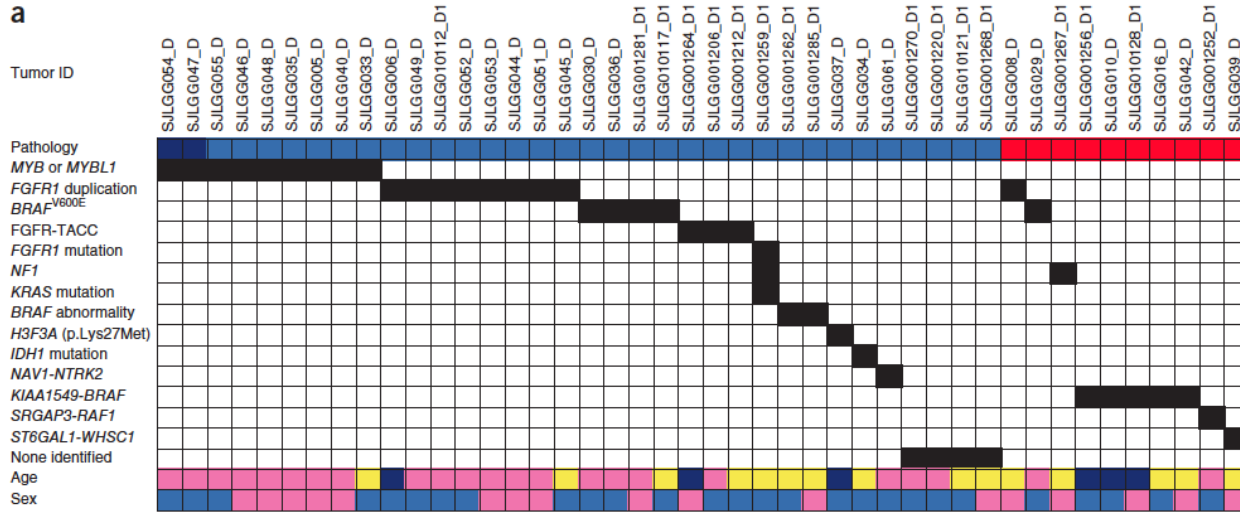 a
Tumor ID
SJLGG054_D
SJLGG047_D
SJLGG055_D
SJLGG046_D
SJLGG048_D
SJLGG035_D
SJLGG005_D
SJLGG040_D
SJLGG033_D
SJLGG006_D
SJLGG049_D
SJLGG010112_D1
SJLGG052_D
SJLGG053_D
SJLGG044_D
SJLGG051_D
SJLGG045_D
SJLGG030_D
SJLGG036_D
SJLGG001281_D1
SJLGG010117_D1
SJLGG001264_D1
SJLGG001206_D1
SJLGG001212_D1
SJLGG001259_D1
SJLGG001262_D1
SJLGG001285_D1
SJLGG037_D
SJLGG034_D
SJLGG061_D
SJLGG001270_D1
SJLGG001220_D1
SJLGG010121_D1
SJLGG001268_D1
SJLGG008_D
SJLGG029_D
SJLGG001267_D1
SJLGG001256_D1
SJLGG010_D
SJLGG010128_D1
SJLGG016_D
SJLGG042_D
SJLGG001252_D1
SJLGG039_D
Pathology
MYB or MYBL1
FGFR1 duplication
BRAFV600E
FGFR-TACC
FGFR1 mutation
NF1
KRAS mutation
BRAF abnormality
H3F3A (p.Lys27Met)
IDH1 mutation
NAV1-NTRK2
KIAA1549-BRAF
SRGAP3-RAF1
ST6GAL1-WHSC1
None identified
Age
Sex